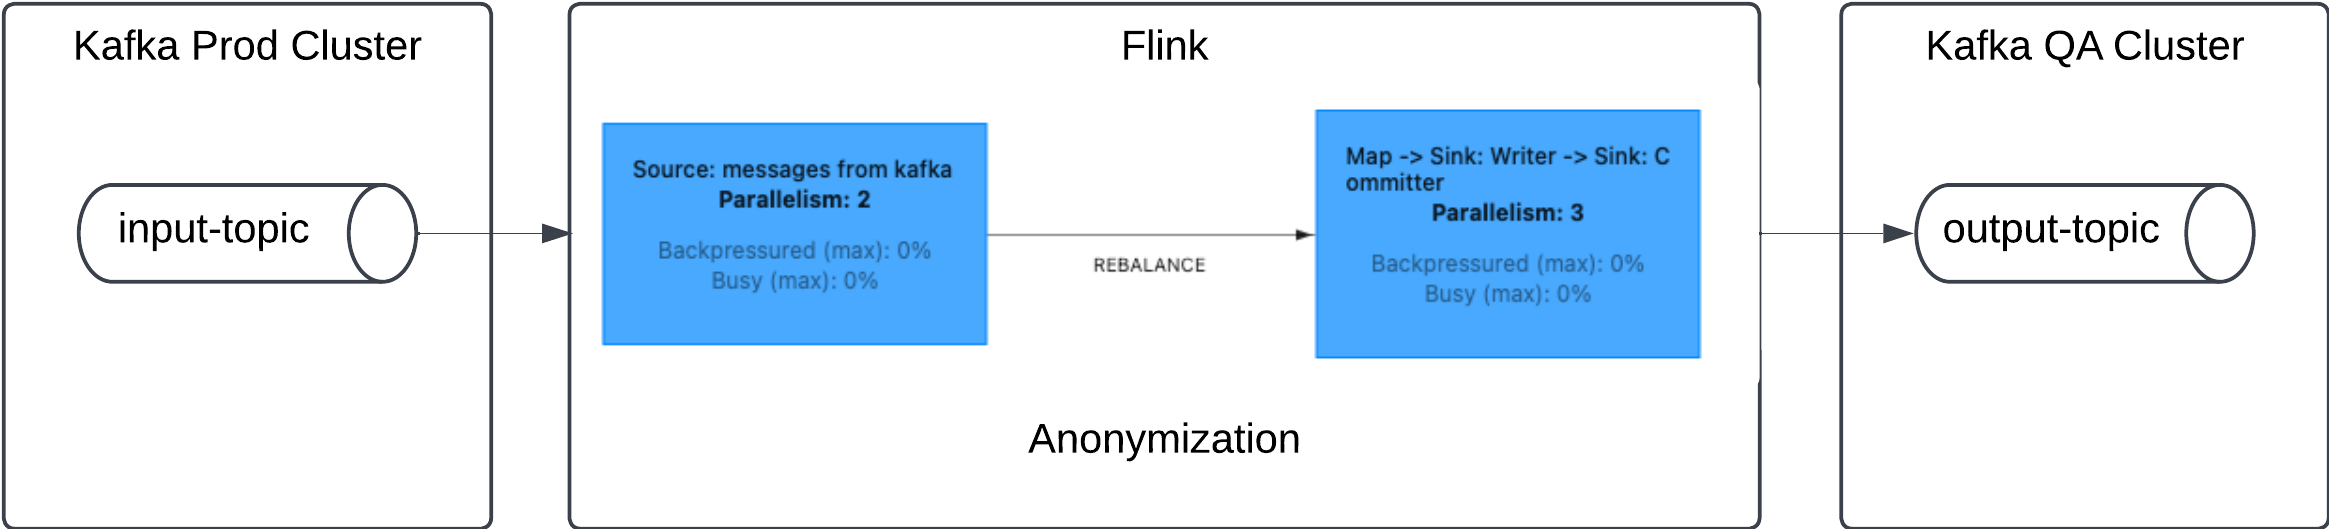 Kafka Prod Cluster
input-topic
Flink
Source: messages from kafka
Parallelism: 2
Backpressured (max): 0%
Busy (max): 0%
REBALANCE
Map -> Sink: Writer -> Sink: C
ommitter
Parallelism: 3
Backpressured (max): 0%
Busy (max): 0%
Anonymization
Kafka QA Cluster
output-topic